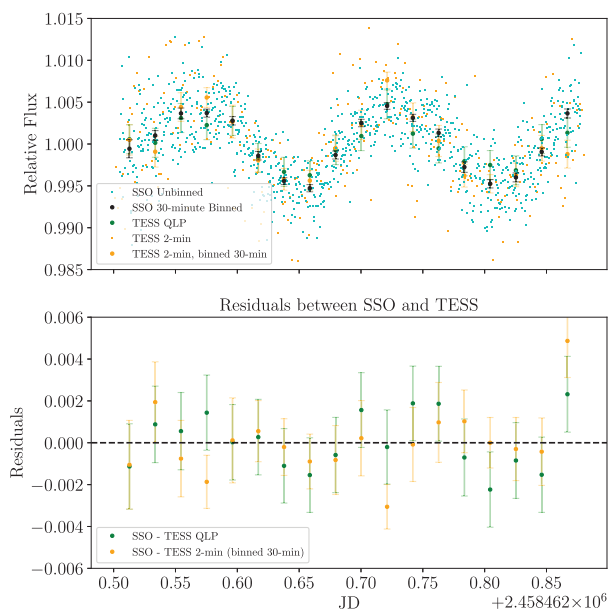 1.015
1.010
1.005
1.000
0.995
0.990
0.985
Relative Flux
SSO Unbinned
SSO 30-minute Binned
TESS QLP
TESS 2-min
TESS 2-min, binned 30-min
Residuals between SSO and TESS
0.006
0.004
0.002
0.000
−0.002
−0.004
−0.006
Residuals
SSO - TESS QLP
SSO - TESS 2-min (binned 30-min)
0.50 0.55 0.60 0.65 0.70 0.75 0.80 0.85
JD
+2.458462×10⁶